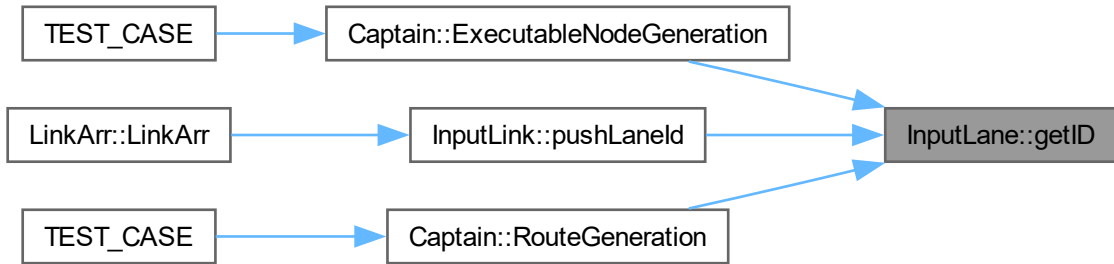 TEST_CASE
Captain::ExecutableNodeGeneration
LinkArr::LinkArr
InputLink::pushLaneId
InputLane::getID
TEST_CASE
Captain::RouteGeneration